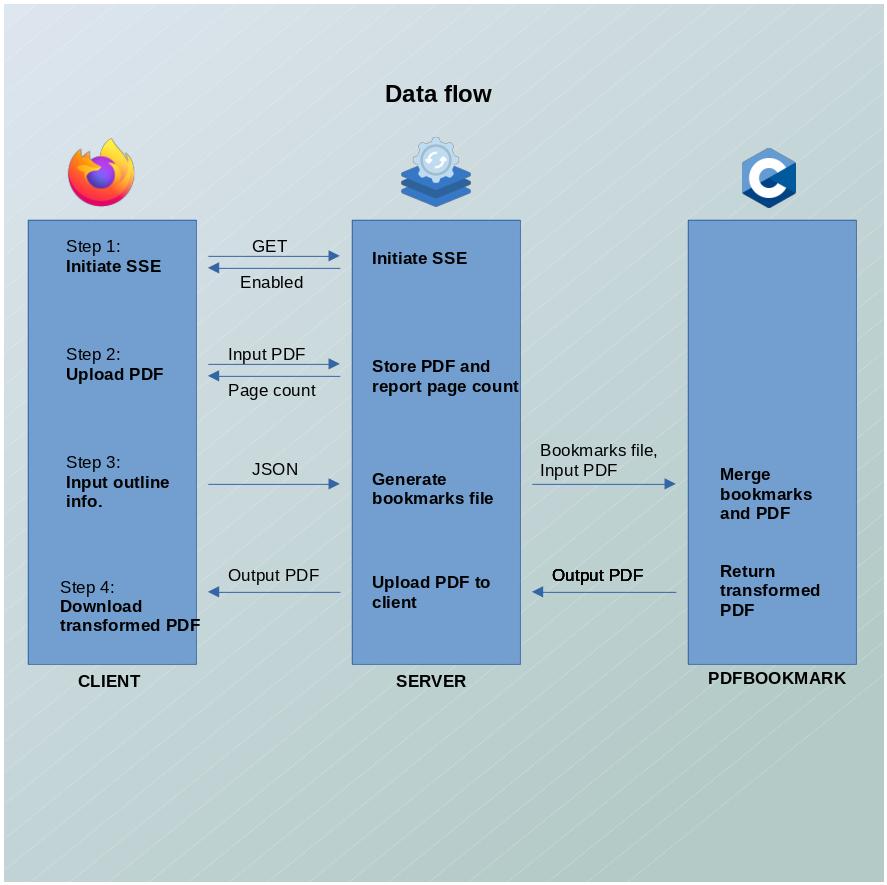 Data flow
Step 1:
Initiate SSE
GET
Enabled
Initiate SSE
Step 2:
Upload PDF
Input PDF
Page count
Store PDF and
report page count
Step 3:
Input outline
info.
JSON
Generate
bookmarks file
Bookmarks file,
Input PDF
Merge
bookmarks
and PDF
Step 4:
Download
transformed PDF
Output PDF
Upload PDF to
client
Output PDF
Return
transformed
PDF
CLIENT
SERVER
PDFBOOKMARK